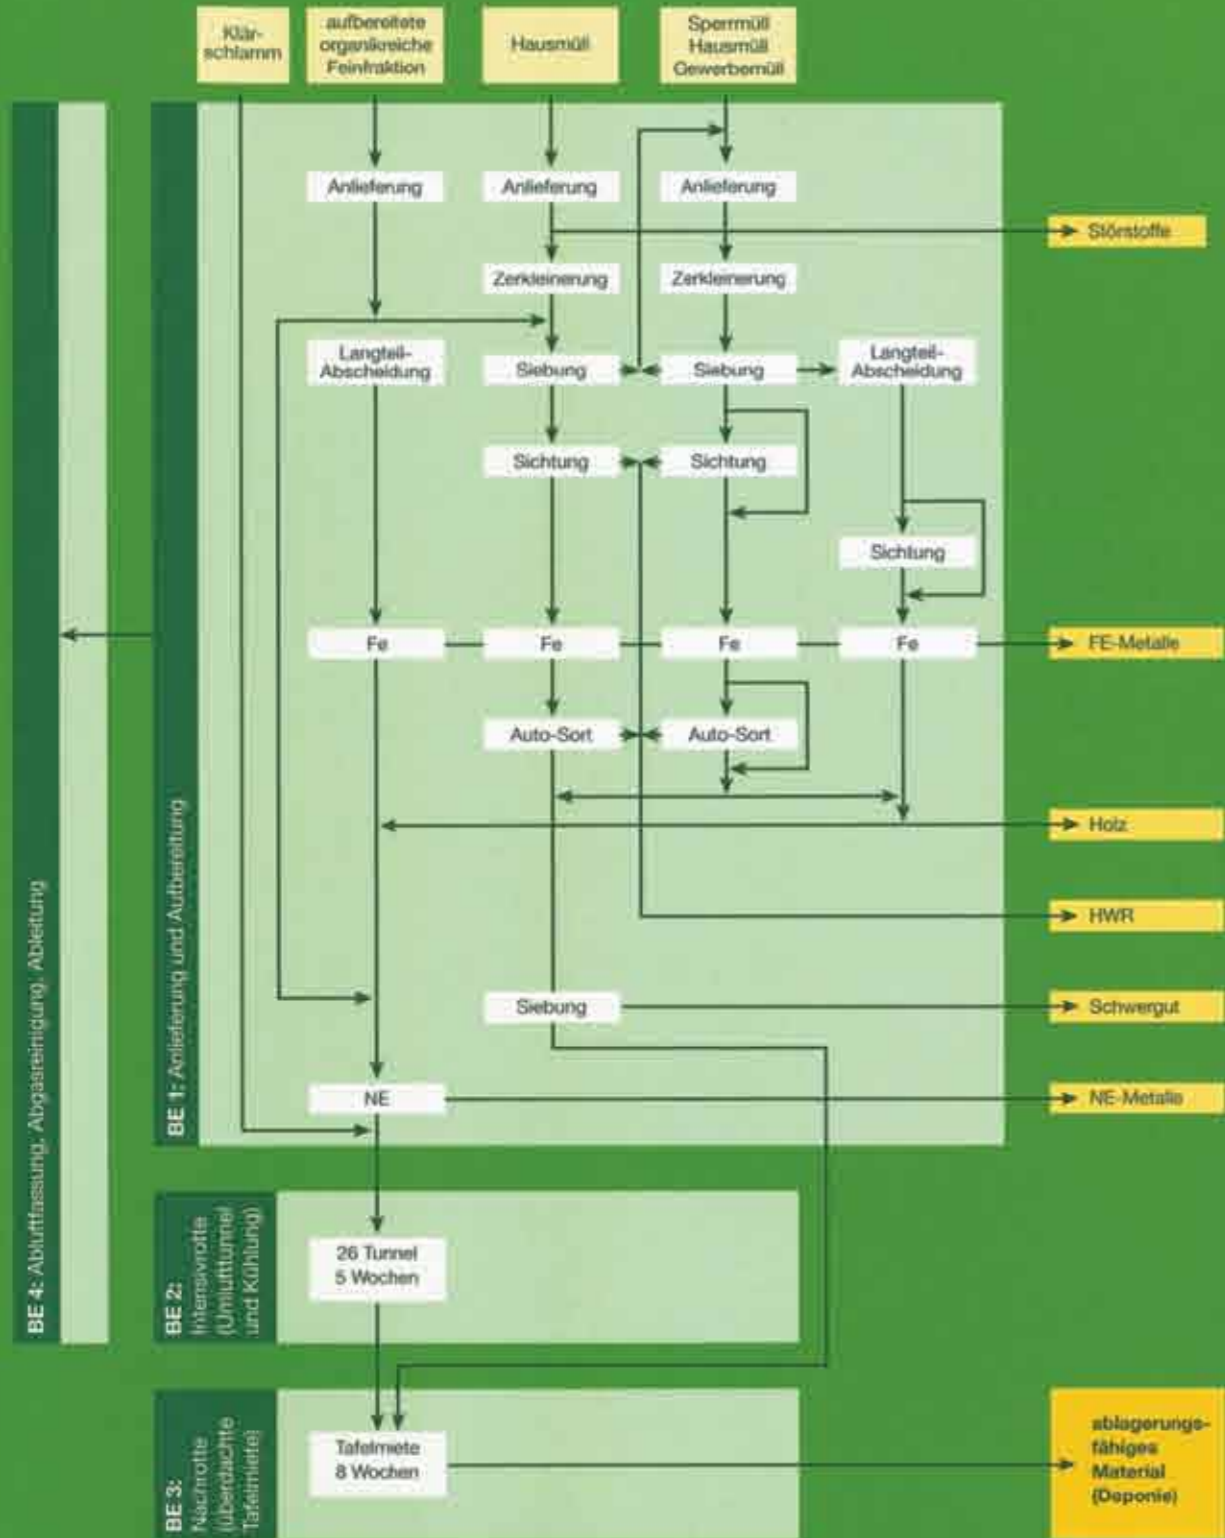 Klär-
schlamm
aufbereitete
organikreiche
Feinfraktion
Hausmüll
Sperrmüll
Hausmüll
Gewerbemüll
Anlieferung
Anlieferung
Anlieferung
Störstoffe
Zerkleinerung
Zerkleinerung
Langteil-
Abscheidung
Siebung
Siebung
Langteil-
Abscheidung
Sichtung
Sichtung
Sichtung
Fe
Fe
Fe
Fe
FE-Metalle
Auto-Sort
Auto-Sort
Holz
HWR
Siebung
Schwergut
NE
NE-Metalle
BE 4: Abluftfassung, Abgasreinigung, Ableitung
BE 1: Anlieferung und Aufbereitung
BE 2:
Intensivrotte
(Umlufttunnel
und Kühlung)
26 Tunnel
5 Wochen
BE 3:
Nachrotte
(überdachte
Tafelmiete)
Tafelmiete
8 Wochen
ablagerungs-
fähiges
Material
(Deponie)